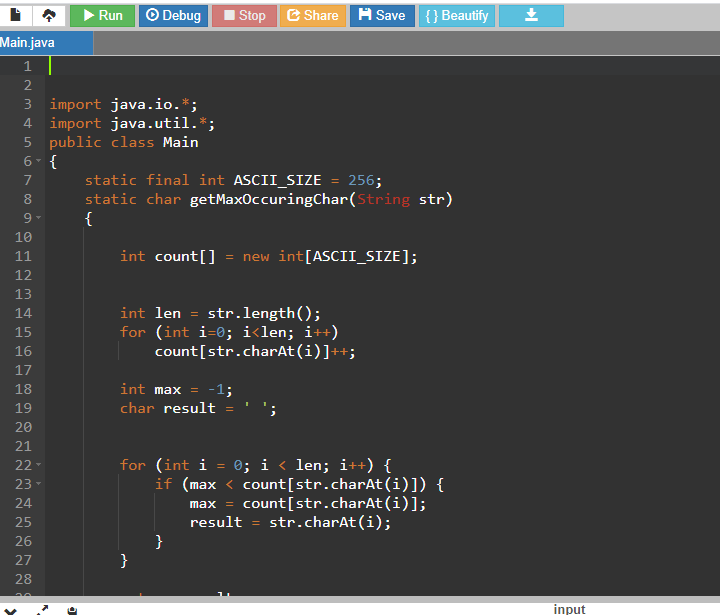 Run Debug Stop Share Save { } Beautify
Main.java
1
2
3 import java.io.*;
4 import java.util.*;
5 public class Main
6 {
7 static final int ASCII_SIZE = 256;
8 static char getMaxOccuringChar(String str)
9 {
10
11 int count[] = new int[ASCII_SIZE];
12
13
14 int len = str.length();
15 for (int i=0; i<len; i++)
16 count[str.charAt(i)]++;
17
18 int max = -1;
19 char result = ' ';
20
21
22 for (int i = 0; i < len; i++) {
23 if (max < count[str.charAt(i)]) {
24 max = count[str.charAt(i)];
25 result = str.charAt(i);
26 }
27 }
28
input